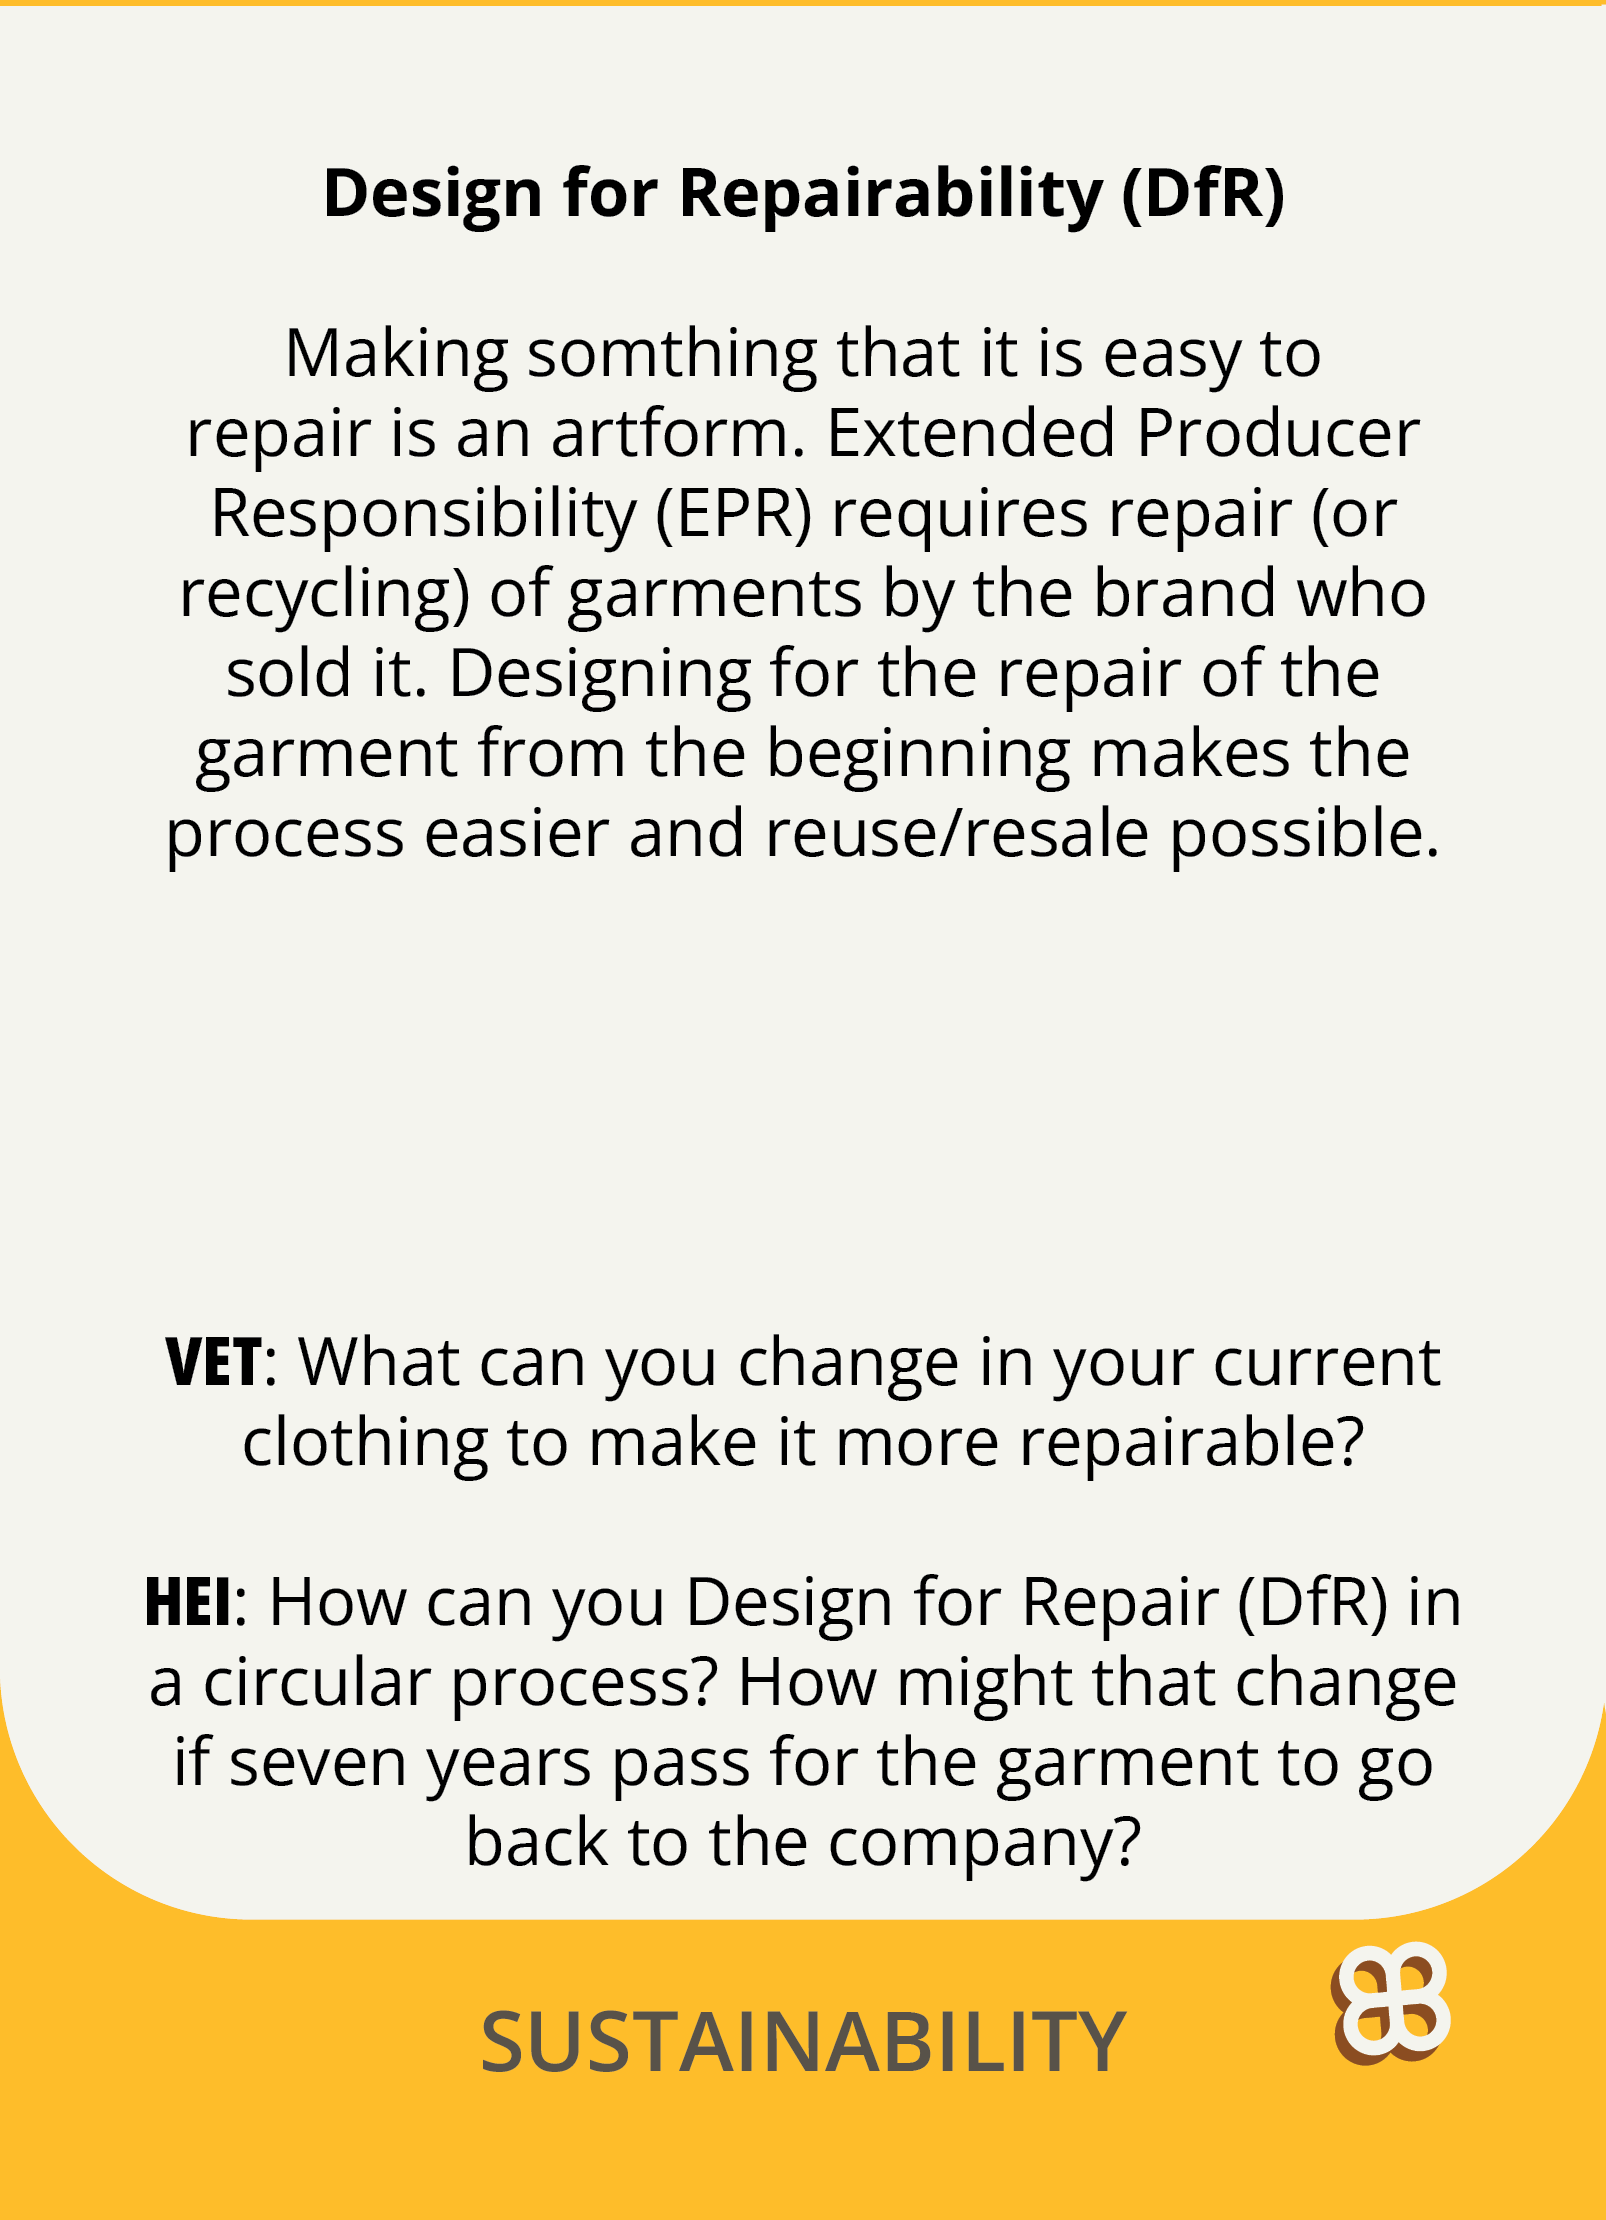 Design for Repairability (DfR)
Making somthing that it is easy to
repair is an artform. Extended Producer
Responsibility (EPR) requires repair (or
recycling) of garments by the brand who
sold it. Designing for the repair of the
garment from the beginning makes the
process easier and reuse/resale possible.
VET: What can you change in your current
clothing to make it more repairable?
HEI: How can you Design for Repair (DfR) in
a circular process? How might that change
if seven years pass for the garment to go
back to the company?
SUSTAINABILITY